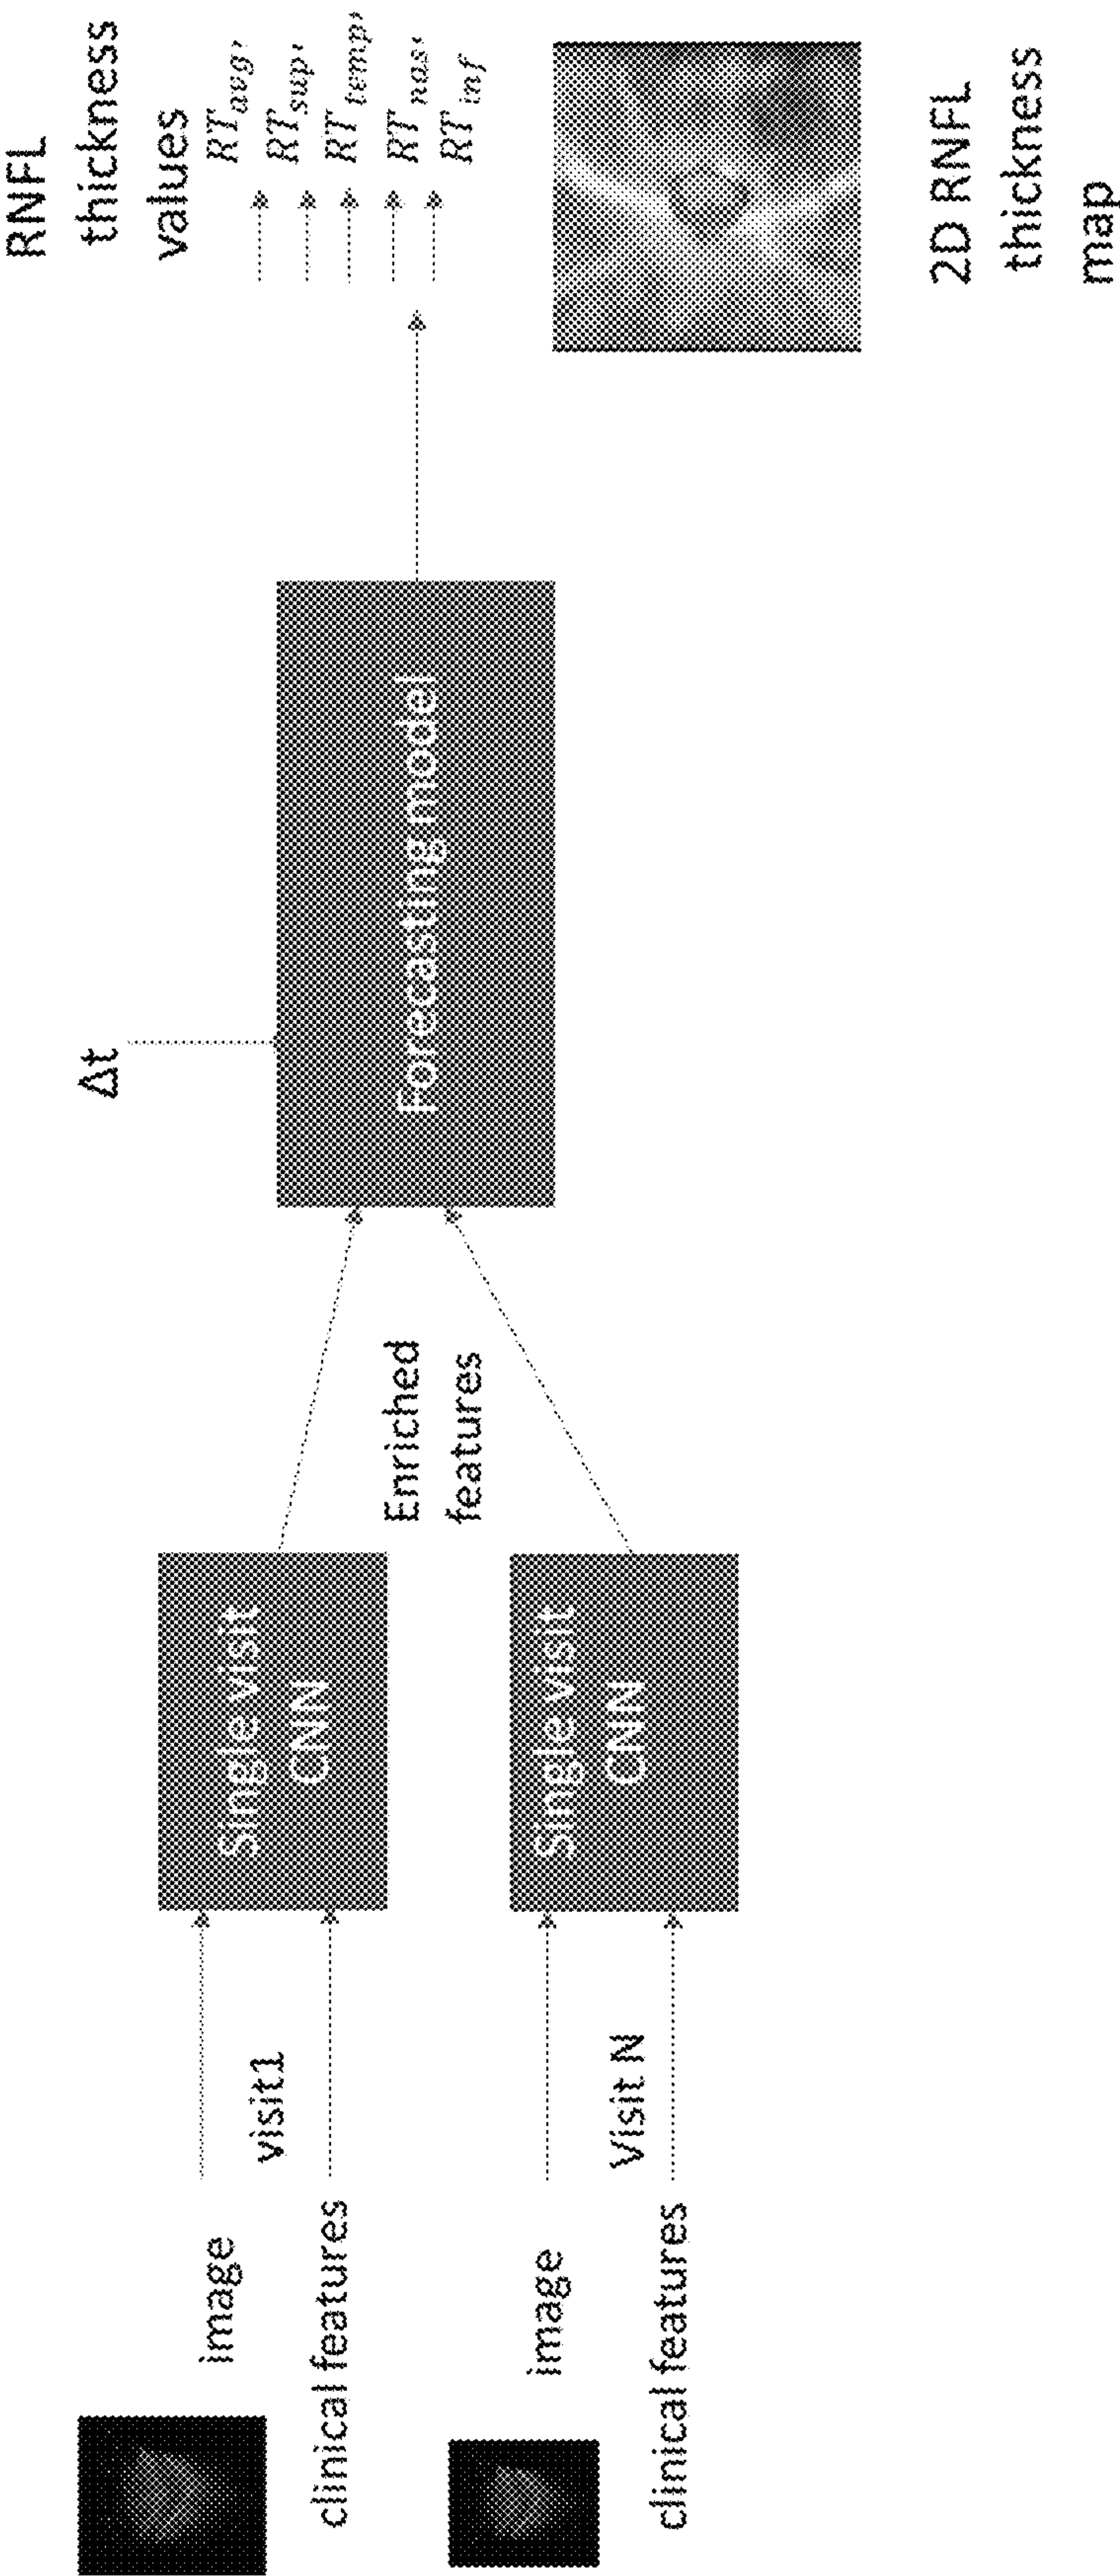 image
visit1
clinical features
image
Visit N
clinical features
Single visit
CNN
Single visit
CNN
Enriched
features
Δt
Forecasting model
RNFL
thickness
values
RT_avg,
RT_sup,
RT_temp,
RT_nas,
RT_inf
2D RNFL
thickness
map